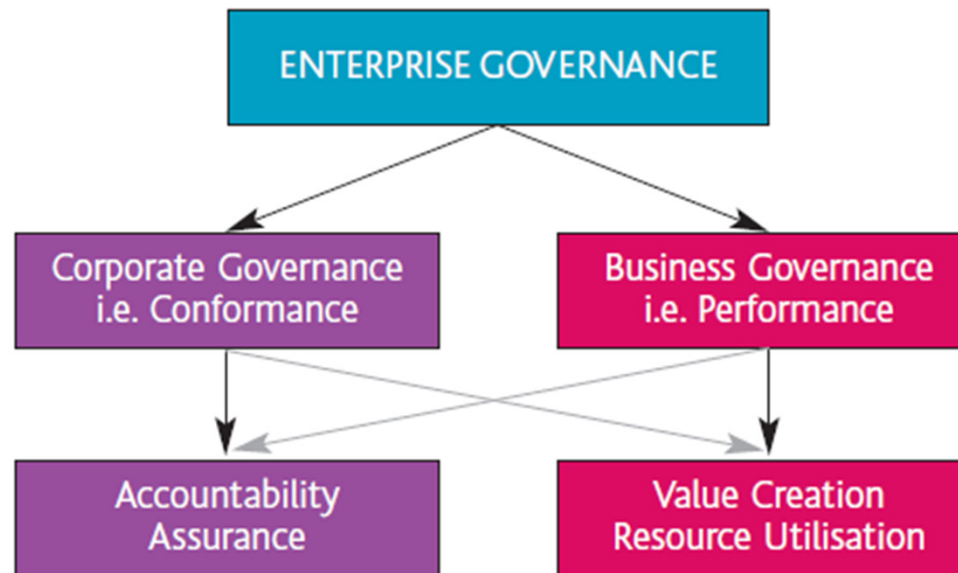 ENTERPRISE GOVERNANCE
Corporate Governance
i.e. Conformance
Business Governance
i.e. Performance
Accountability
Assurance
Value Creation
Resource Utilisation